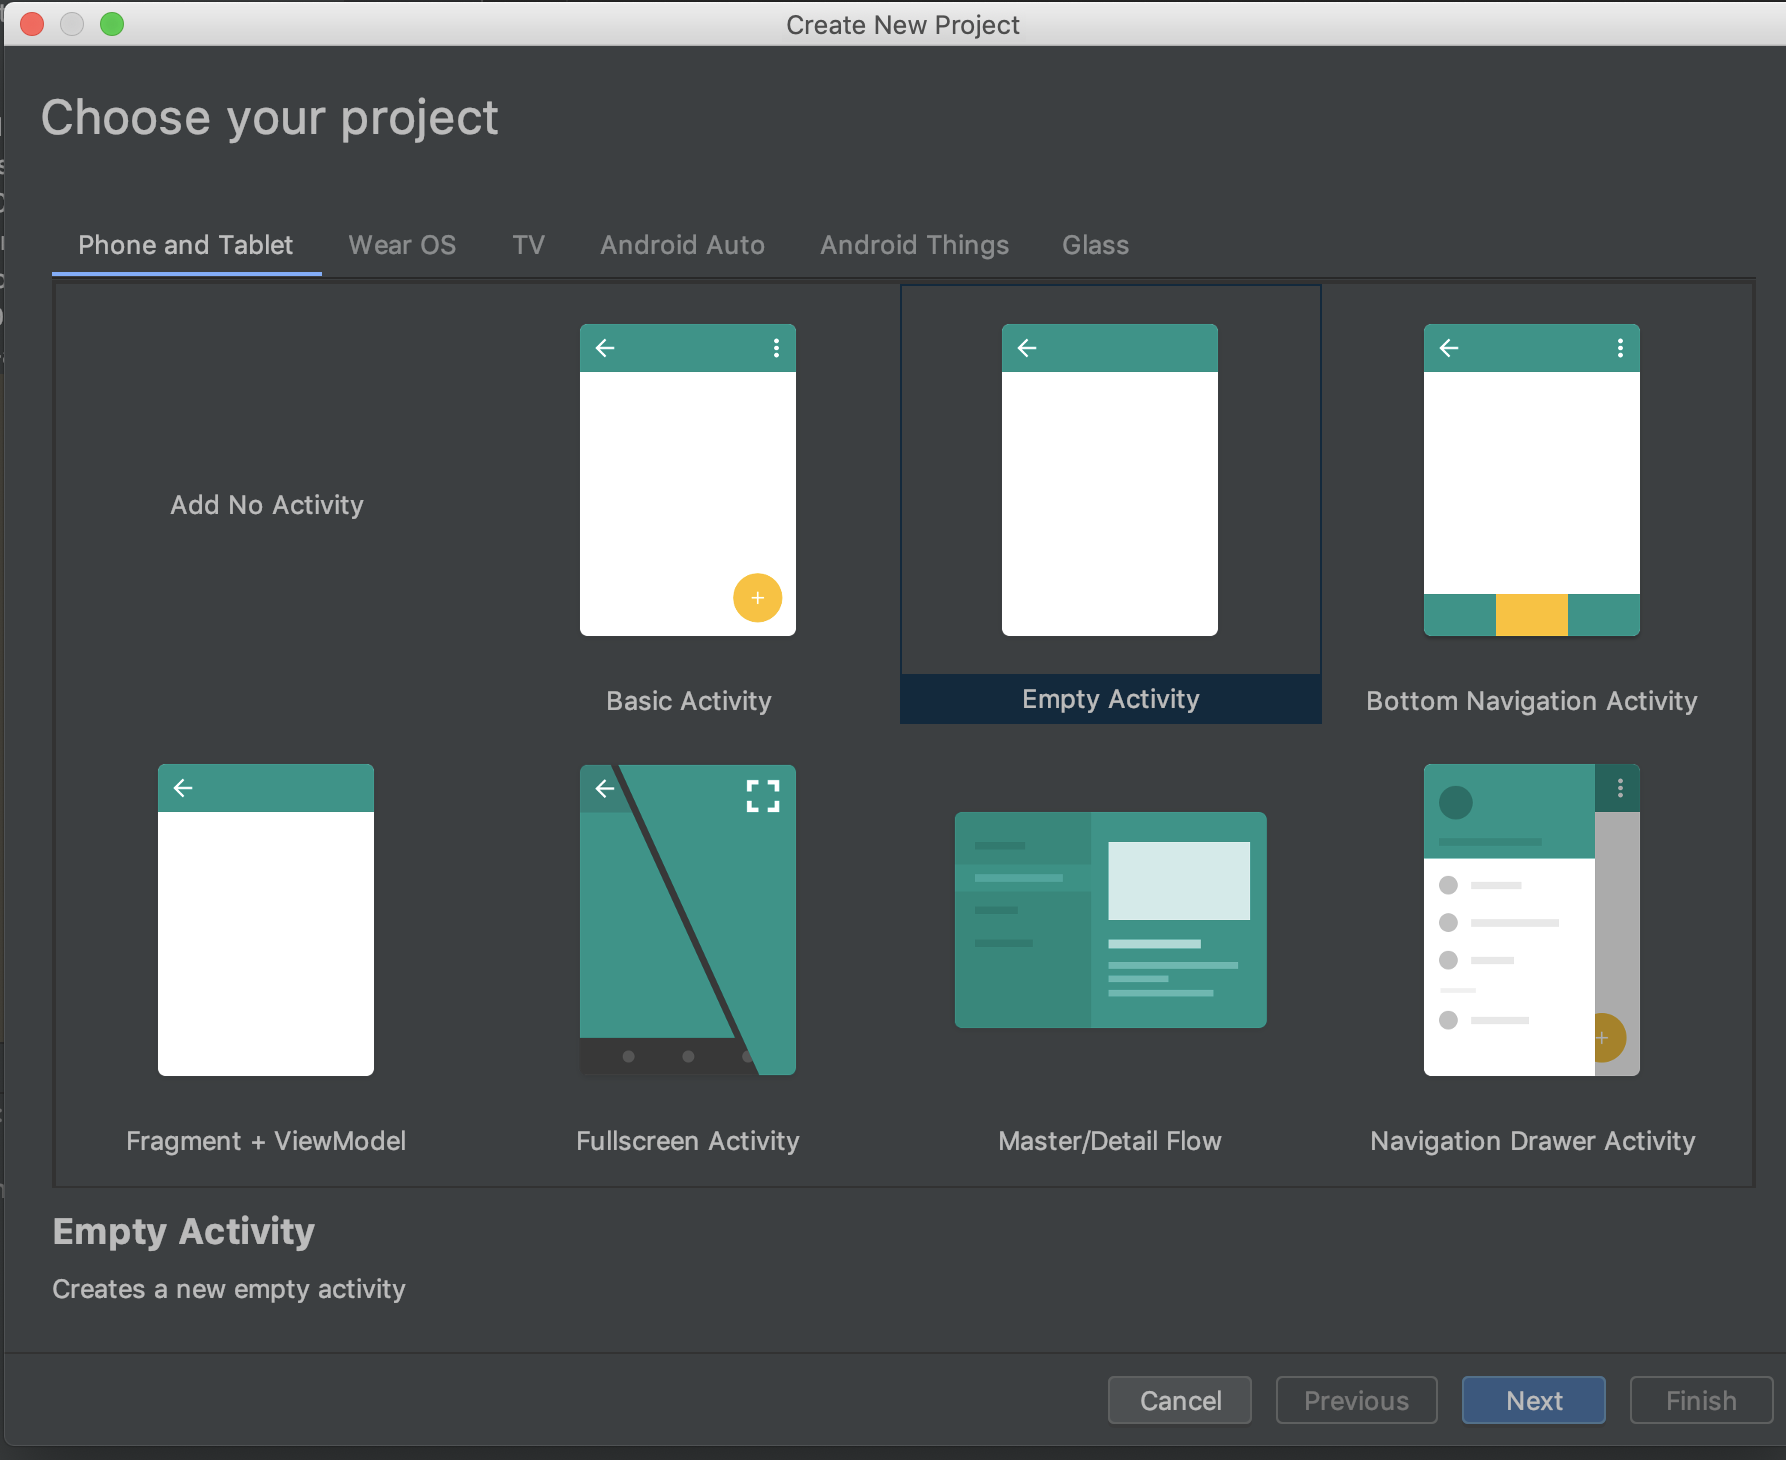 Create New Project
Choose your project
Phone and Tablet Wear OS TV Android Auto Android Things Glass
Add No Activity
Basic Activity
Empty Activity
Bottom Navigation Activity
Fragment + ViewModel
Fullscreen Activity
Master/Detail Flow
Navigation Drawer Activity
Empty Activity
Creates a new empty activity
Cancel Previous Next Finish